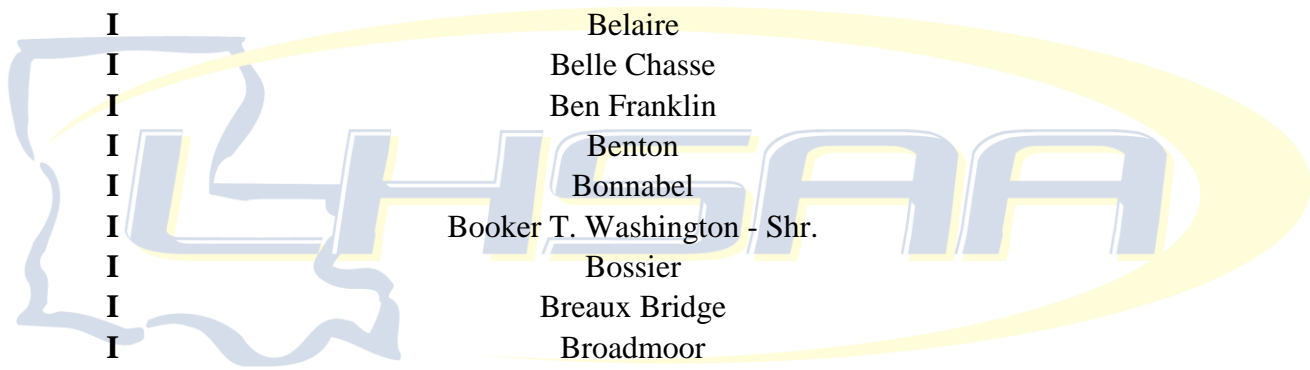 I Belaire
I Belle Chasse
I Ben Franklin
I Benton
I Bonnabel
I Booker T. Washington - Shr.
I Bossier
I Breaux Bridge
I Broadmoor
LHSAA